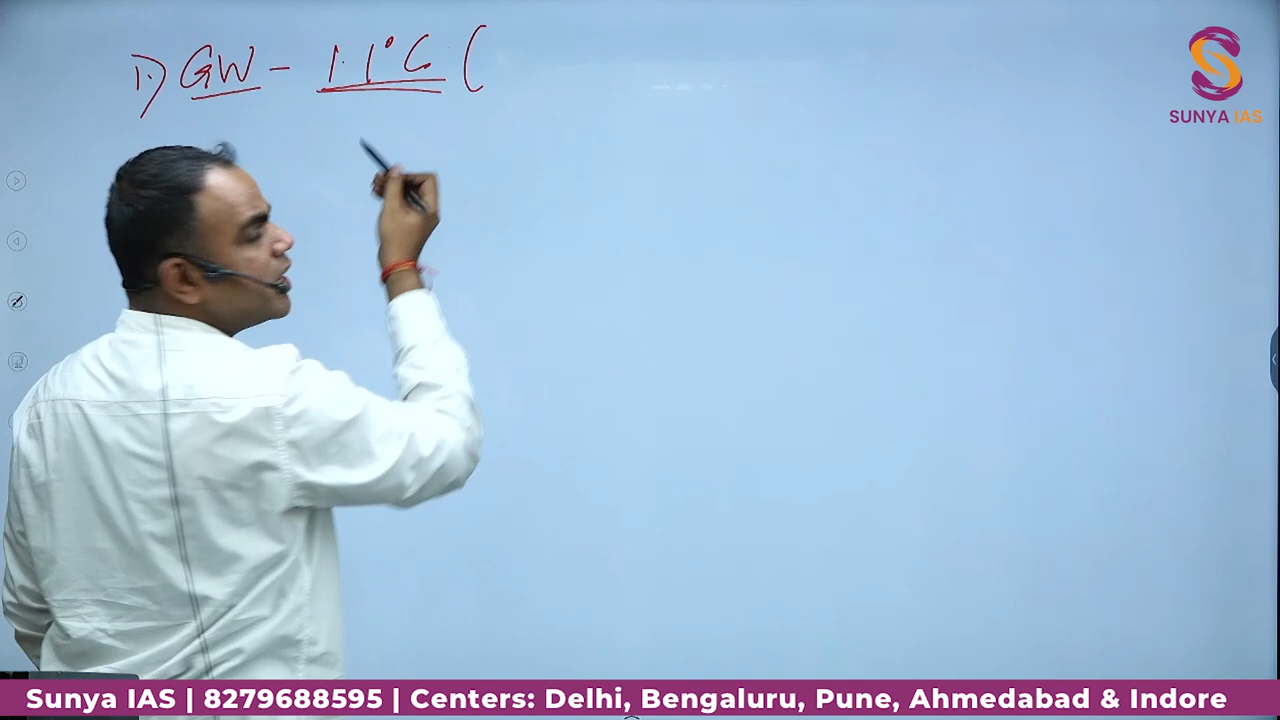 1) GW - 1.1°C (
SUNYA IAS
Sunya IAS | 8279688595 | Centers: Delhi, Bengaluru, Pune, Ahmedabad & Indore